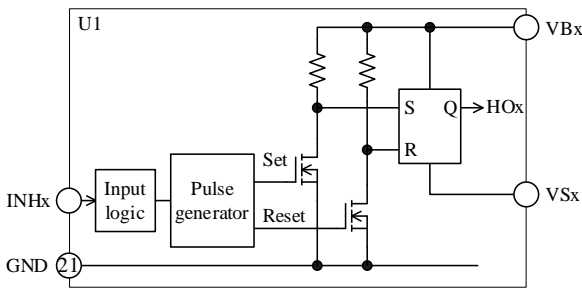 U1
VBx
S
Q
HOx
R
Set
INHx
Input
logic
Pulse
generator
Reset
VSx
GND
21